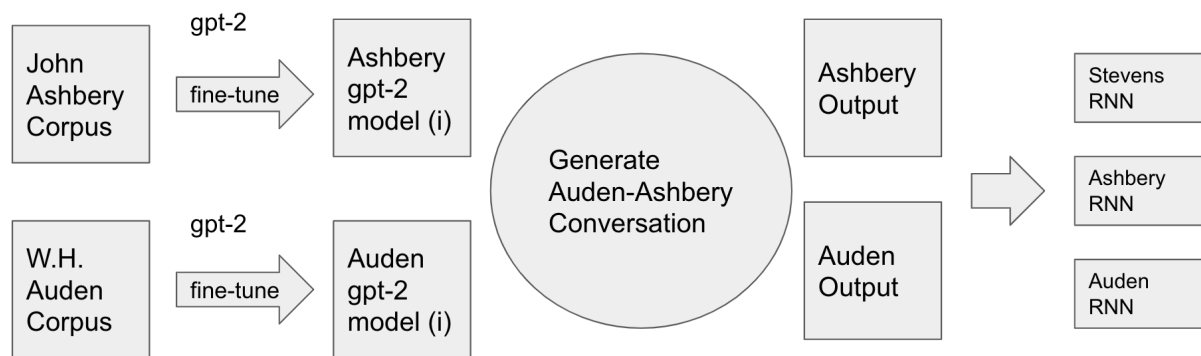 gpt-2
John
Ashbery
Corpus
fine-tune
Ashbery
gpt-2
model (i)
gpt-2
W.H.
Auden
Corpus
fine-tune
Auden
gpt-2
model (i)
Generate
Auden-Ashbery
Conversation
Ashbery
Output
Auden
Output
Stevens
RNN
Ashbery
RNN
Auden
RNN